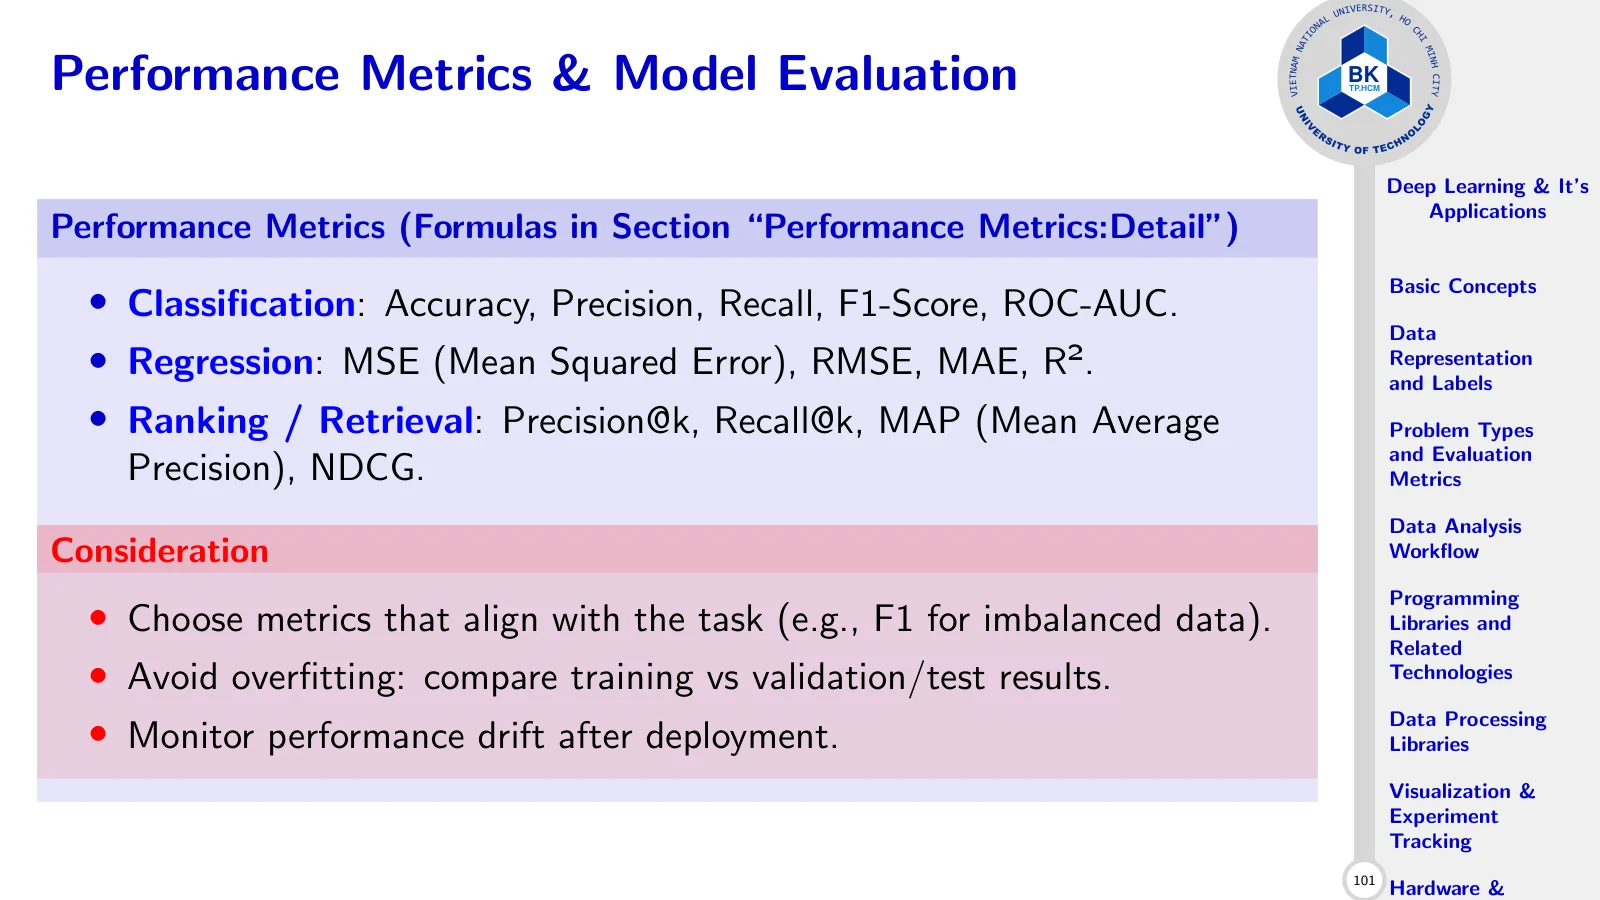 Performance Metrics & Model Evaluation
Performance Metrics (Formulas in Section “Performance Metrics:Detail”)
• Classification: Accuracy, Precision, Recall, F1-Score, ROC-AUC.
• Regression: MSE (Mean Squared Error), RMSE, MAE, R².
• Ranking / Retrieval: Precision@k, Recall@k, MAP (Mean Average
Precision), NDCG.
Consideration
• Choose metrics that align with the task (e.g., F1 for imbalanced data).
• Avoid overfitting: compare training vs validation/test results.
• Monitor performance drift after deployment.
VIETNAM NATIONAL UNIVERSITY, HO CHI MINH CITY
BK
TP.HCM
UNIVERSITY OF TECHNOLOGY
Deep Learning & It’s
Applications
Basic Concepts
Data
Representation
and Labels
Problem Types
and Evaluation
Metrics
Data Analysis
Workflow
Programming
Libraries and
Related
Technologies
Data Processing
Libraries
Visualization &
Experiment
Tracking
Hardware &
101